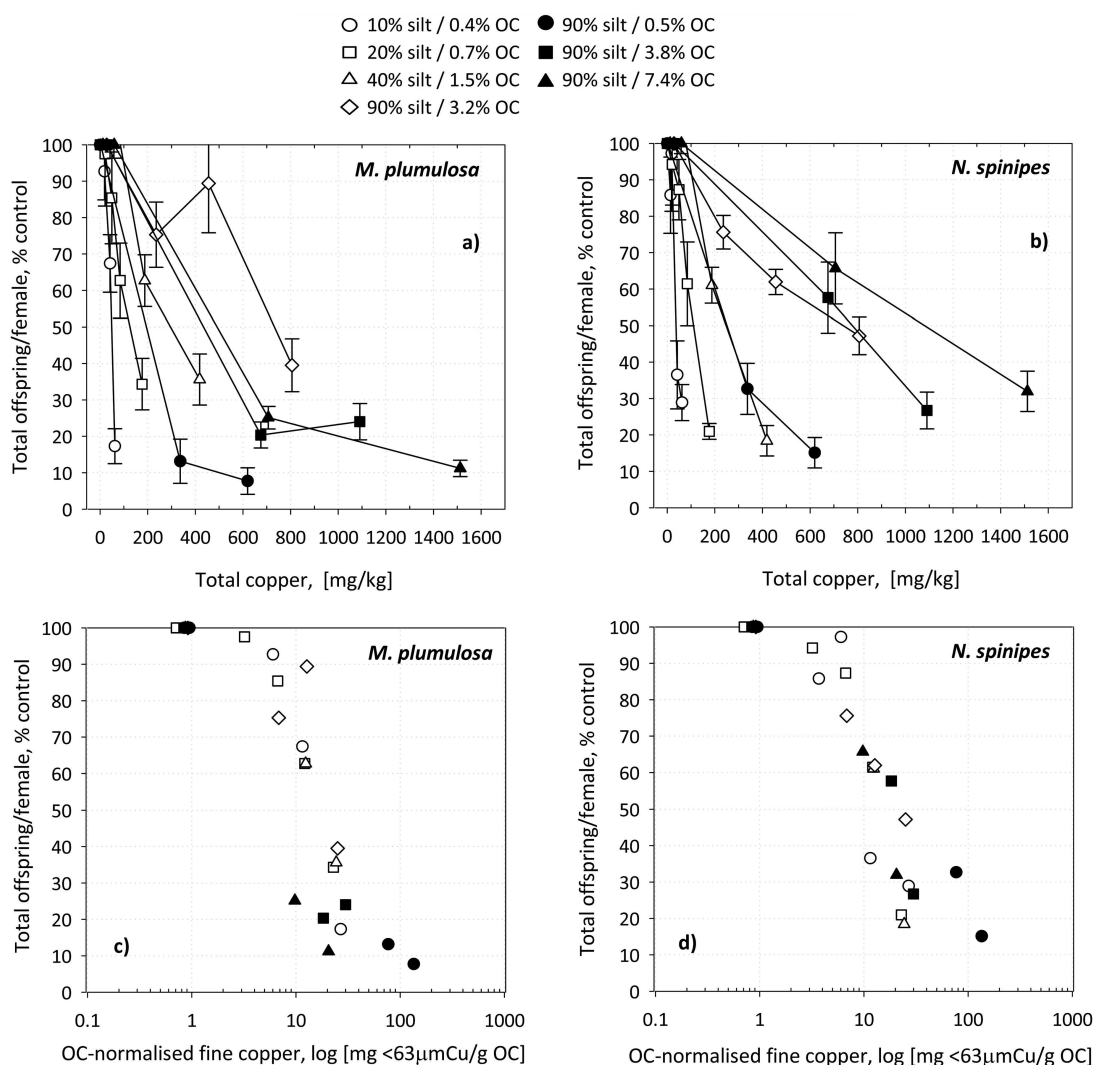 10% silt / 0.4% OC
20% silt / 0.7% OC
40% silt / 1.5% OC
90% silt / 3.2% OC
90% silt / 0.5% OC
90% silt / 3.8% OC
90% silt / 7.4% OC
Total offspring/female, % control
100
90
80
70
60
50
40
30
20
10
0
M. plumulosa
a)
0 200 400 600 800 1000 1200 1400 1600
Total copper, [mg/kg]
Total offspring/female, % control
100
90
80
70
60
50
40
30
20
10
0
N. spinipes
b)
0 200 400 600 800 1000 1200 1400 1600
Total copper, [mg/kg]
Total offspring/female, % control
100
90
80
70
60
50
40
30
20
10
0
M. plumulosa
c)
0.1 1 10 100 1000
OC-normalised fine copper, log [mg <63µmCu/g OC]
Total offspring/female, % control
100
90
80
70
60
50
40
30
20
10
0
N. spinipes
d)
0.1 1 10 100 1000
OC-normalised fine copper, log [mg <63µmCu/g OC]